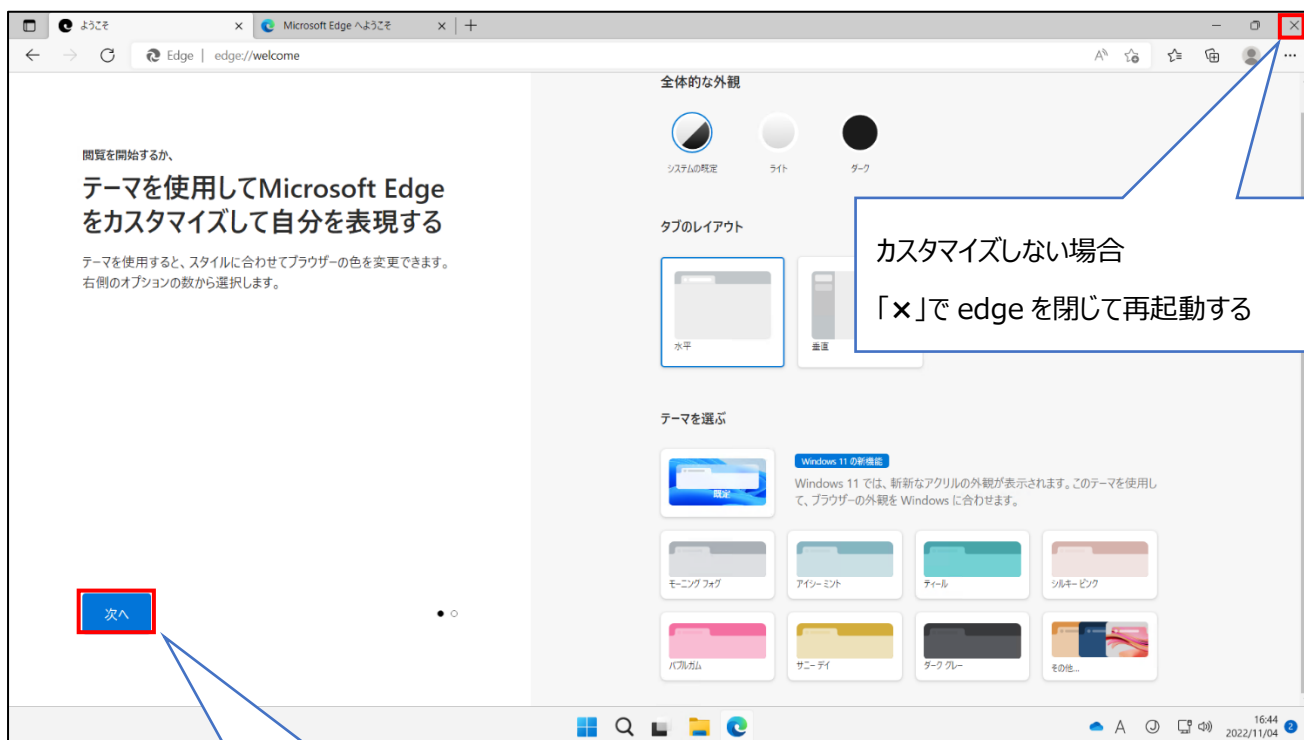 ようこそ
Microsoft Edge へようこそ
Edge | edge://welcome
全体的な外観
システムの既定
ライト
ダーク
閲覧を開始するか、
テーマを使用してMicrosoft Edge
をカスタマイズして自分を表現する
テーマを使用すると、スタイルに合わせてブラウザーの色を変更できます。
右側のオプションの数から選択します。
タブのレイアウト
水平
垂直
カスタマイズしない場合
「×」で edge を閉じて再起動する
テーマを選ぶ
既定
Windows 11 の新機能
Windows 11 では、斬新なアクリルの外観が表示されます。このテーマを使用し
て、ブラウザーの外観を Windows に合わせます。
モーニング フォグ
アイシー ミント
ティール
シルキー ピンク
バブルガム
サニー デイ
ダーク グレー
その他...
次へ
A
16:44
2022/11/04
2